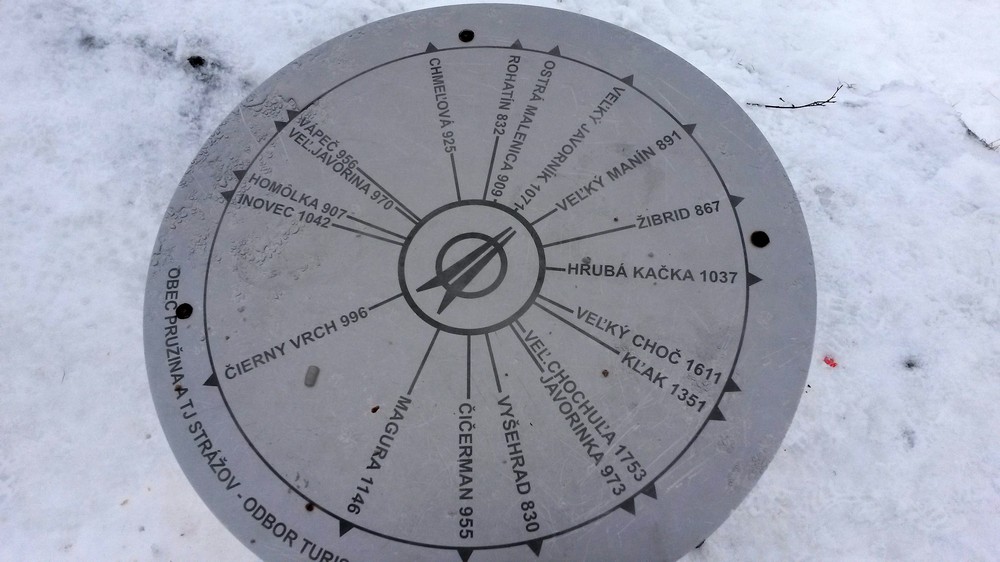 CHMEĽOVÁ 925
ROHATÍN 832
OSTRÁ MALENICA 909
VEĽKÝ JAVORNÍK 1071
VEĽKÝ MANÍN 891
ŽIBRID 867
HRUBÁ KAČKA 1037
VEĽKÝ CHOČ 1611
KĽAK 1351
VEĽ.CHOCHUĽA 1753
JAVORINKA 973
VYŠEHRAD 830
ČIČERMAN 955
MAGURA 1146
ČIERNY VRCH 996
INOVEC 1042
HOMÔLKA 907
VEĽ.JAVORINA 970
VÁPEČ 956
OBEC PRUŽINA A TJ STRÁŽOV - ODBOR TURIS